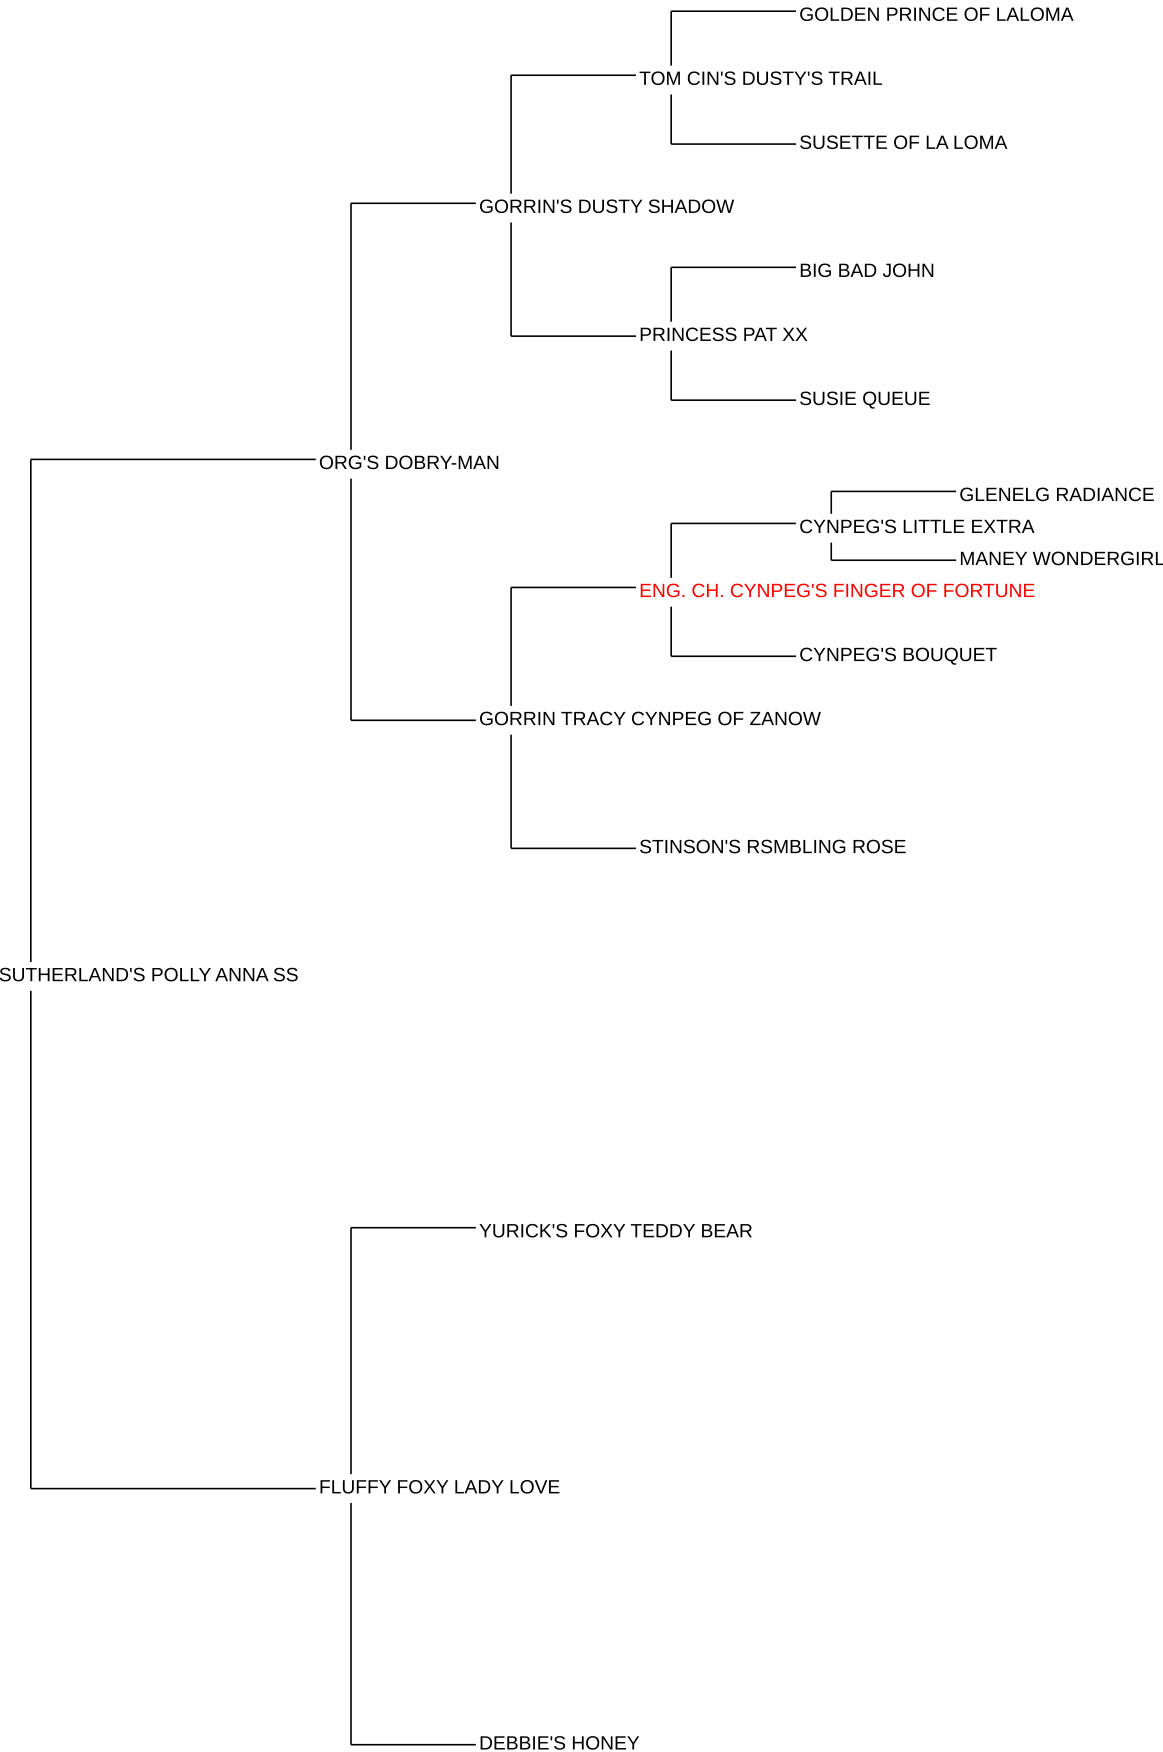 GOLDEN PRINCE OF LALOMA
TOM CIN'S DUSTY'S TRAIL
SUSETTE OF LA LOMA
GORRIN'S DUSTY SHADOW
BIG BAD JOHN
PRINCESS PAT XX
SUSIE QUEUE
ORG'S DOBRY-MAN
GLENELG RADIANCE
CYNPEG'S LITTLE EXTRA
MANEY WONDERGIRL
ENG. CH. CYNPEG'S FINGER OF FORTUNE
CYNPEG'S BOUQUET
GORRIN TRACY CYNPEG OF ZANOW
STINSON'S RSMBLING ROSE
SUTHERLAND'S POLLY ANNA SS
YURICK'S FOXY TEDDY BEAR
FLUFFY FOXY LADY LOVE
DEBBIE'S HONEY